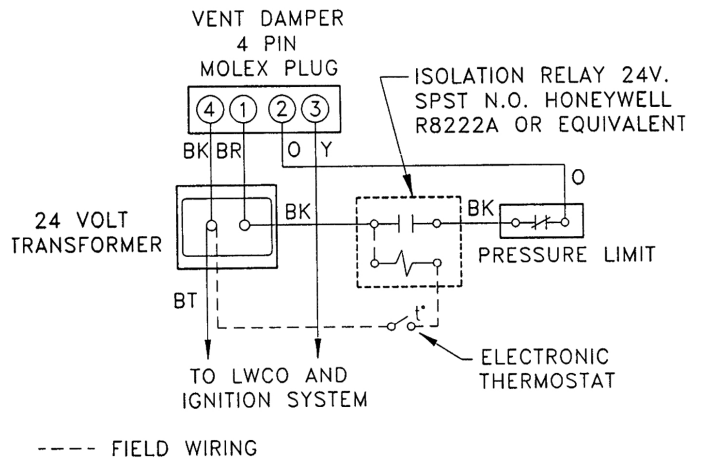 VENT DAMPER
4 PIN
MOLEX PLUG
ISOLATION RELAY 24V.
SPST N.O. HONEYWELL
R8222A OR EQUIVALENT
4 1 2 3
BK BR O Y
O
24 VOLT
TRANSFORMER
BK
BK
PRESSURE LIMIT
BT
t°
ELECTRONIC
THERMOSTAT
TO LWCO AND
IGNITION SYSTEM
---- FIELD WIRING